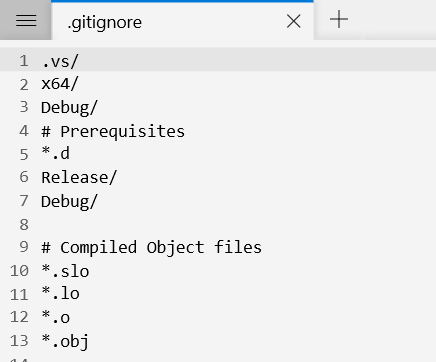 .gitignore
1 .vs/
2 x64/
3 Debug/
4 # Prerequisites
5 *.d
6 Release/
7 Debug/
8
9 # Compiled Object files
10 *.slo
11 *.lo
12 *.o
13 *.obj